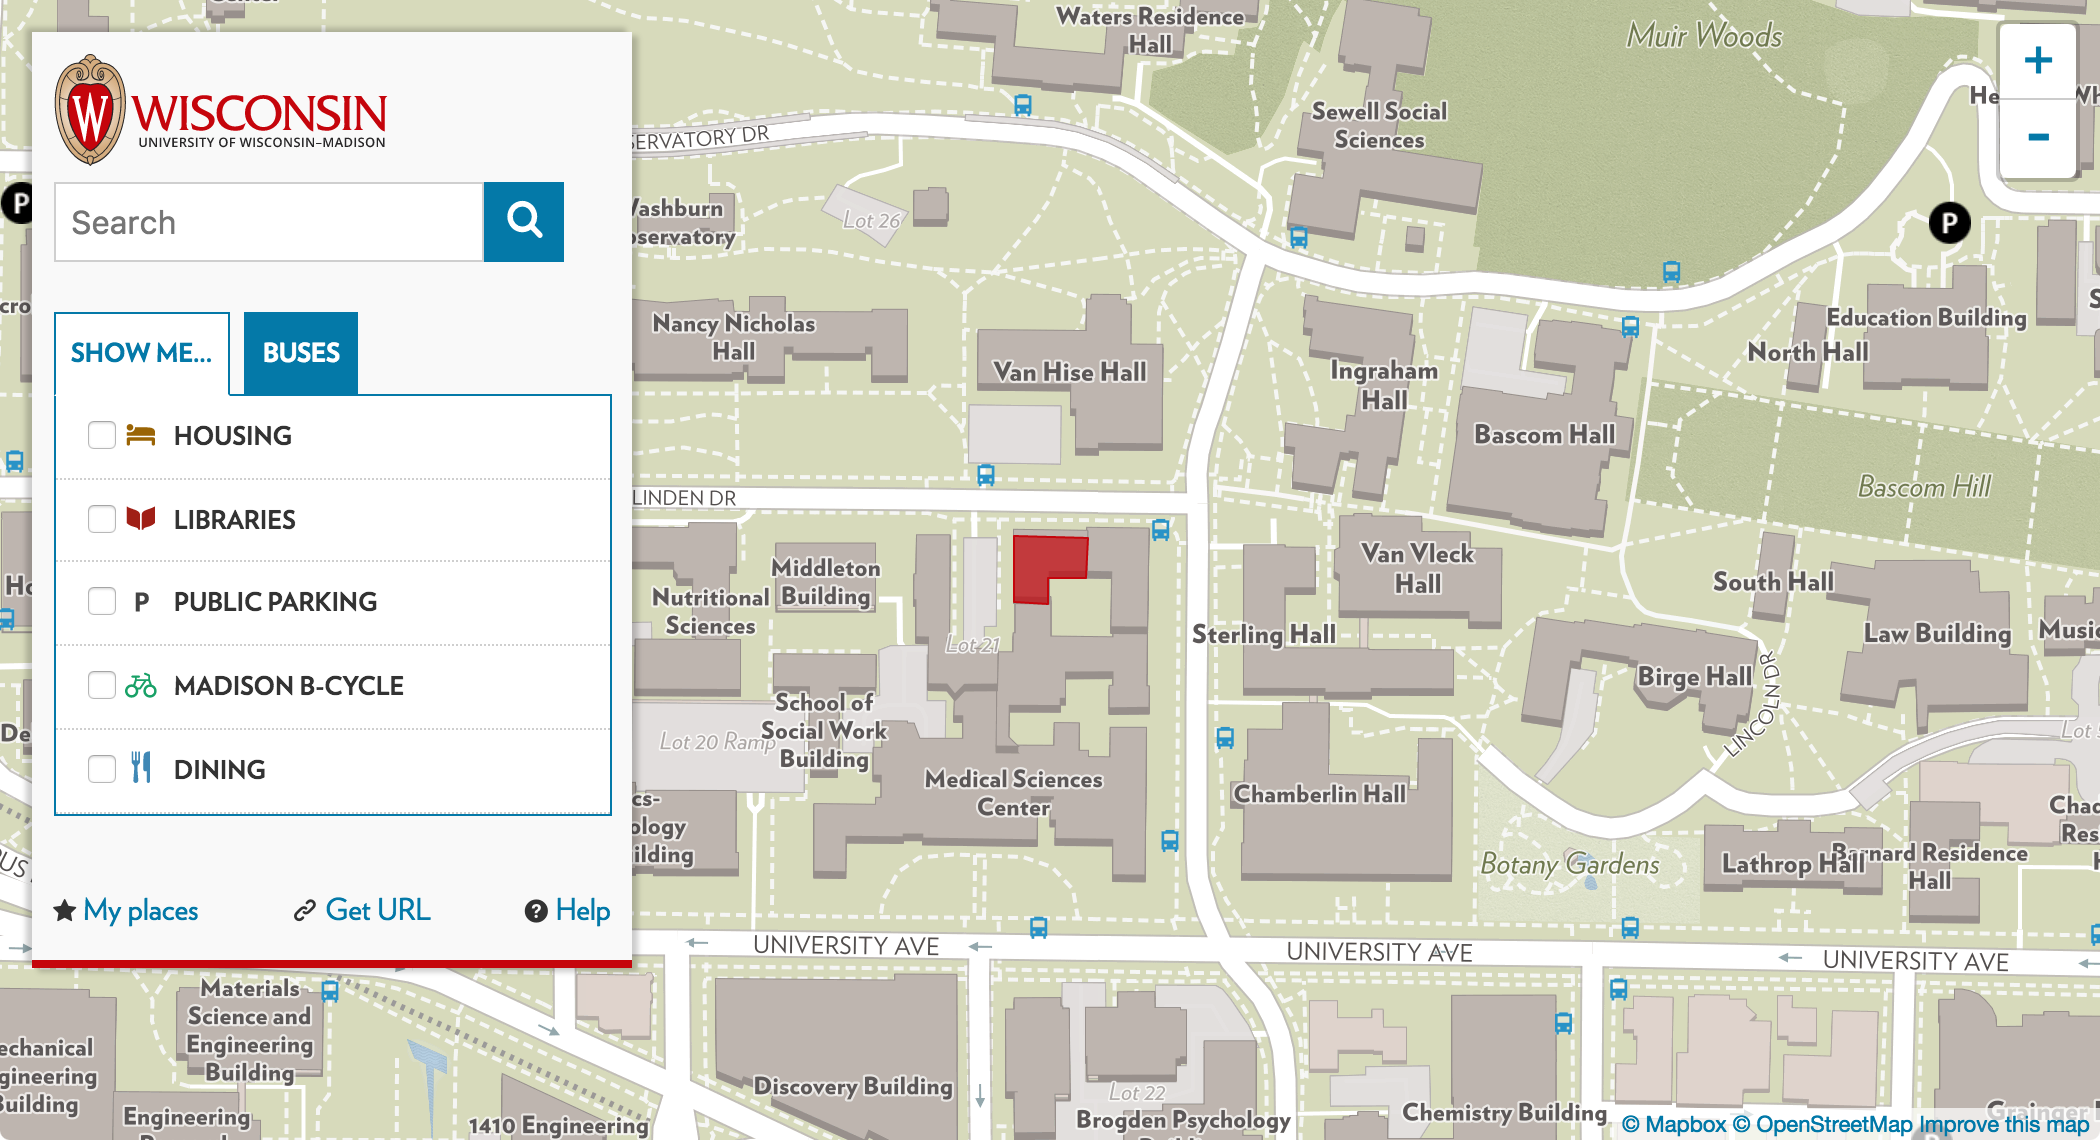 WISCONSIN
UNIVERSITY OF WISCONSIN–MADISON
Search
SHOW ME...
BUSES
HOUSING
LIBRARIES
P PUBLIC PARKING
MADISON B-CYCLE
DINING
My places
Get URL
? Help
W
P
P
+
-
Waters Residence
Hall
Muir Woods
Sewell Social
Sciences
SERVATORY DR
Lot 26
Nancy Nicholas
Hall
Van Hise Hall
Ingraham
Hall
Bascom Hall
North Hall
Education Building
Bascom Hill
LINDEN DR
Middleton
Building
Nutritional
Sciences
Lot 21
Van Vleck
Hall
Sterling Hall
South Hall
Law Building
Birge Hall
LINCOLN DR
School of
Social Work
Building
Lot 20 Ramp
Medical Sciences
Center
Chamberlin Hall
Botany Gardens
Lathrop Hall
Barnard Residence
Hall
UNIVERSITY AVE
UNIVERSITY AVE
UNIVERSITY AVE
Materials
Science and
Engineering
Building
Engineering
1410 Engineering
Discovery Building
Lot 22
Brogden Psychology
Chemistry Building
© Mapbox © OpenStreetMap Improve this map